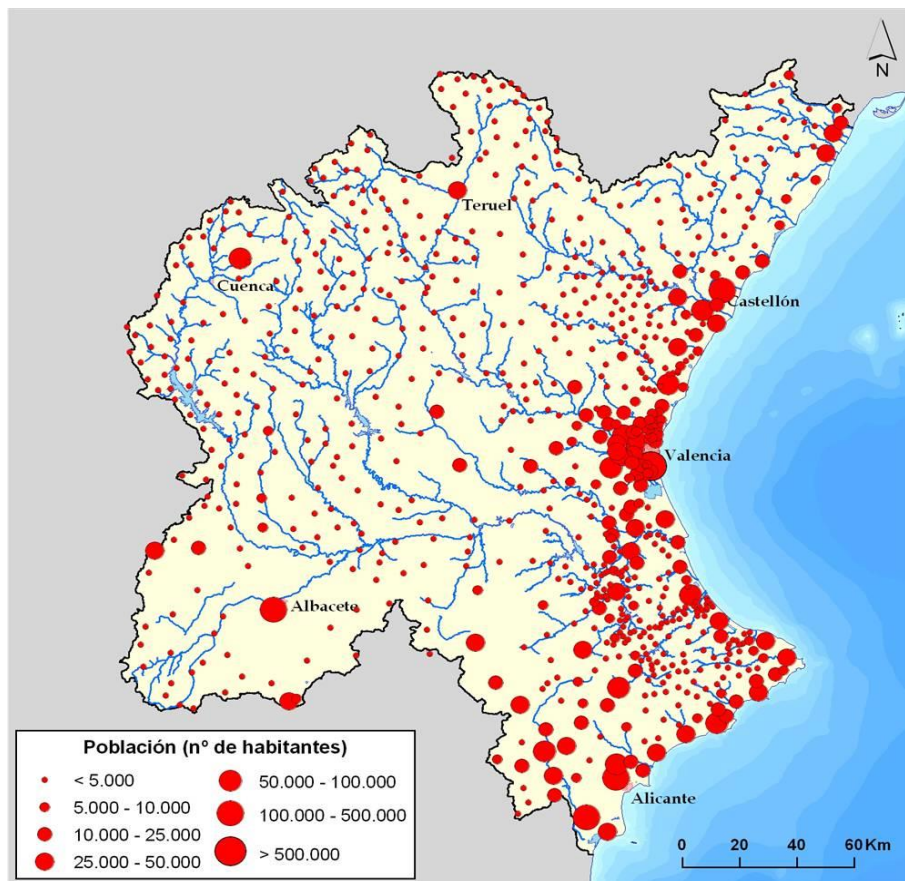 N
Teruel
Cuenca
Castellón
Valencia
Albacete
Alicante
Población (nº de habitantes)
< 5.000
5.000 - 10.000
10.000 - 25.000
25.000 - 50.000
50.000 - 100.000
100.000 - 500.000
> 500.000
0 20 40 60 Km